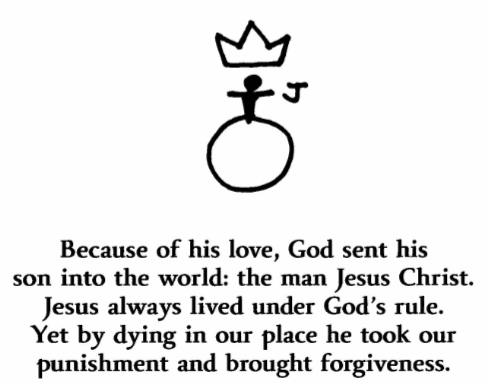 J
Because of his love, God sent his
son into the world: the man Jesus Christ.
Jesus always lived under God's rule.
Yet by dying in our place he took our
punishment and brought forgiveness.